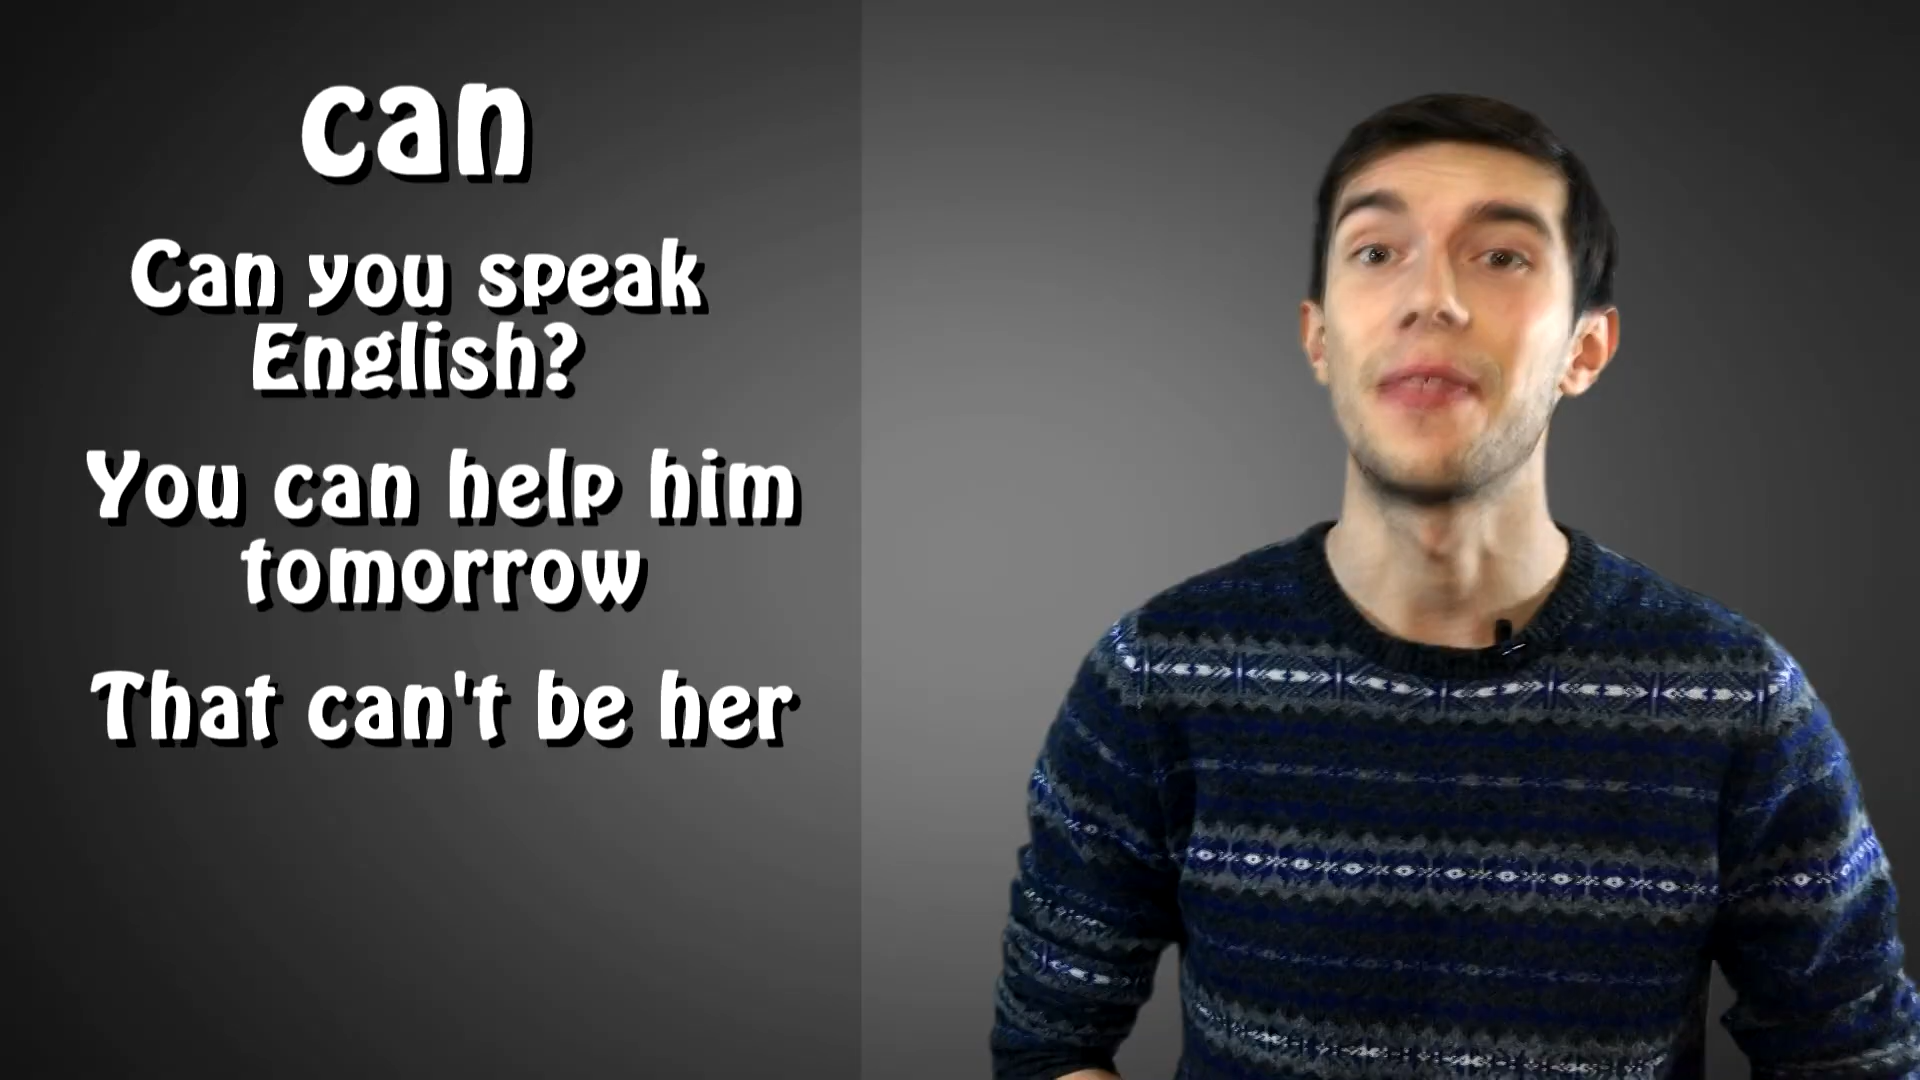 can
Can you speak
English?
You can help him
tomorrow
That can't be her